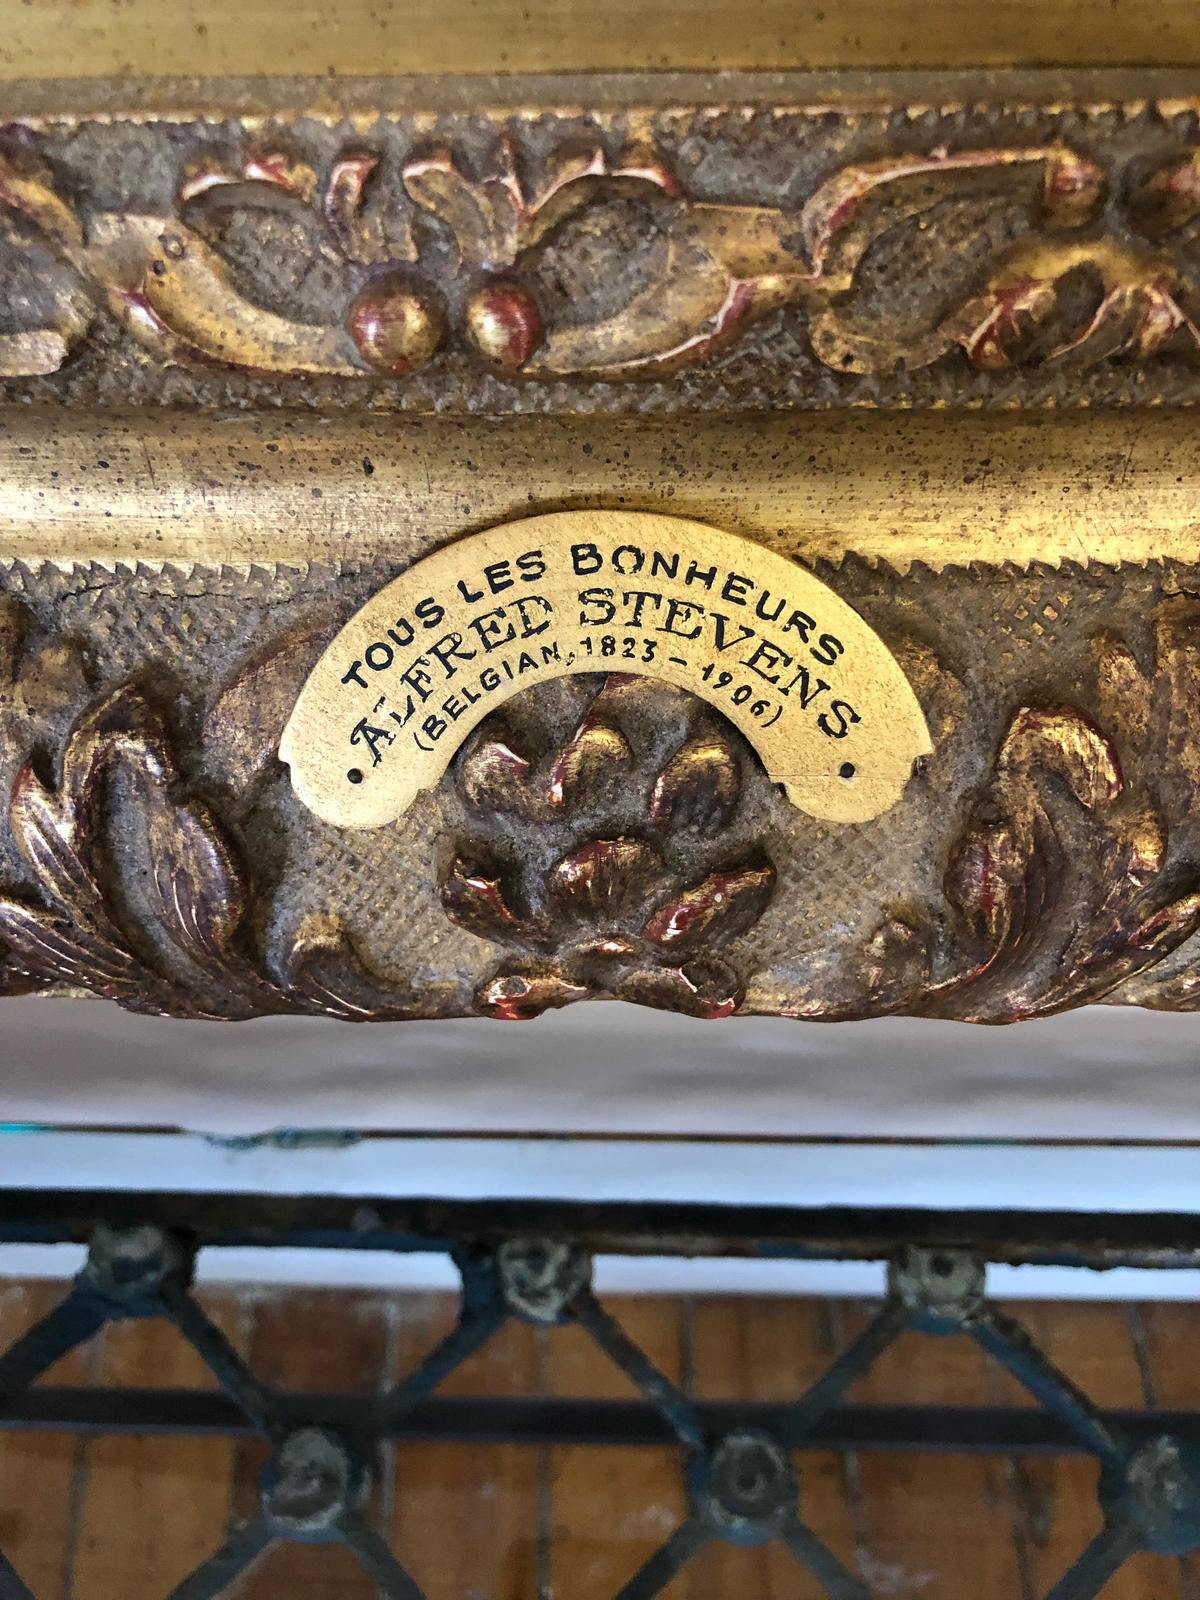 TOUS LES BONHEURS
ALFRED STEVENS
(BELGIAN, 1823 - 1906)